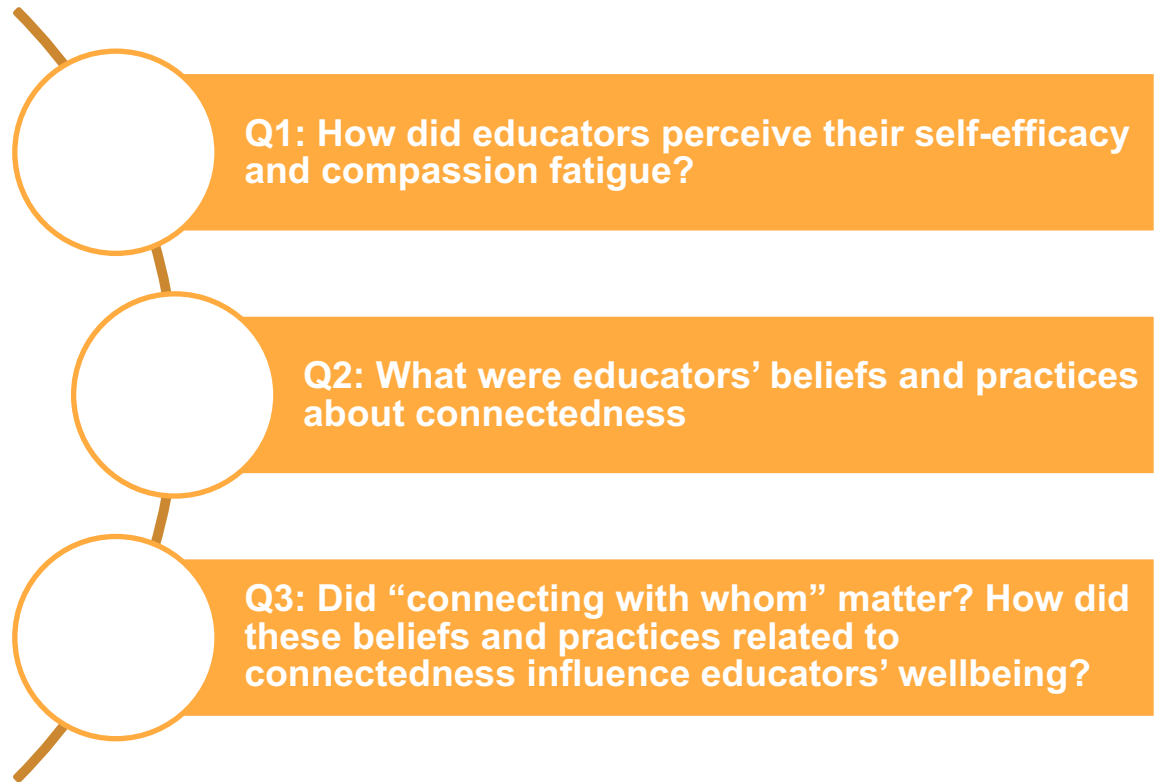 Q1: How did educators perceive their self-efficacy
and compassion fatigue?
Q2: What were educators’ beliefs and practices
about connectedness
Q3: Did “connecting with whom” matter? How did
these beliefs and practices related to
connectedness influence educators’ wellbeing?